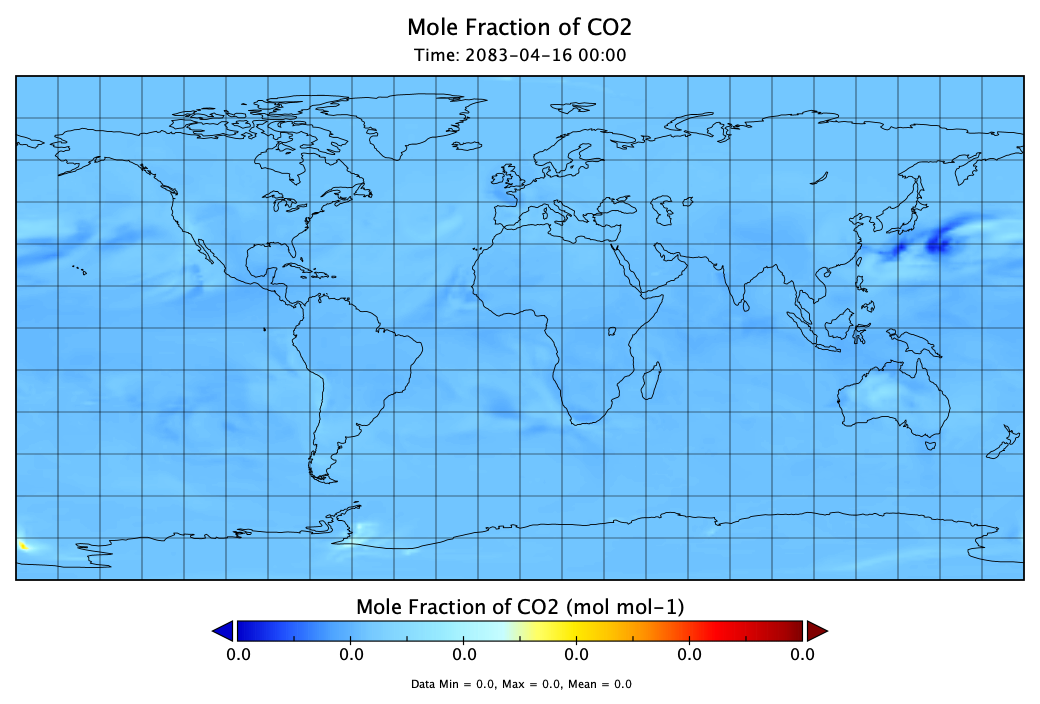 Mole Fraction of CO2
Time: 2083-04-16 00:00
Mole Fraction of CO2 (mol mol-1)
0.0 0.0 0.0 0.0 0.0 0.0
Data Min = 0.0, Max = 0.0, Mean = 0.0